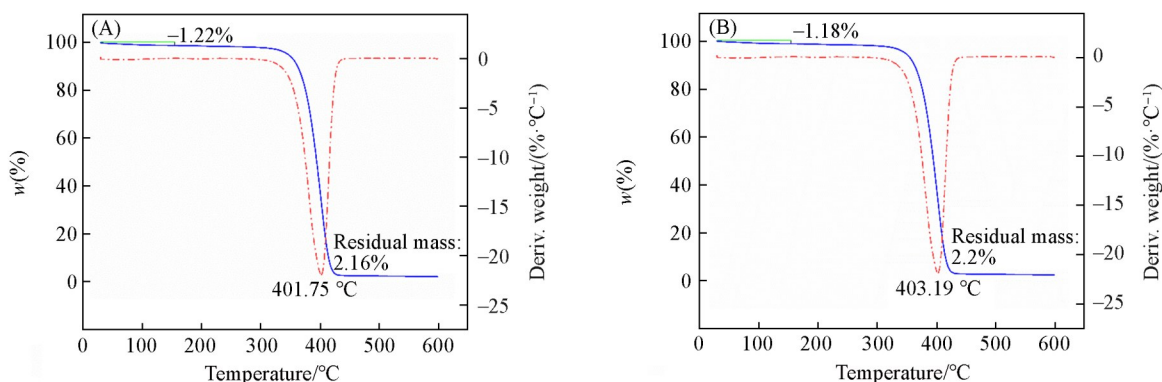 (A)
–1.22%
100
80
60
40
20
0
w(%)
0
–5
–10
–15
–20
–25
Deriv. weight/(%·°C⁻¹)
Residual mass:
2.16%
401.75 °C
0 100 200 300 400 500 600
Temperature/°C
(B)
–1.18%
100
80
60
40
20
0
w(%)
0
–5
–10
–15
–20
–25
Deriv. weight/(%·°C⁻¹)
Residual mass:
2.2%
403.19 °C
0 100 200 300 400 500 600
Temperature/°C